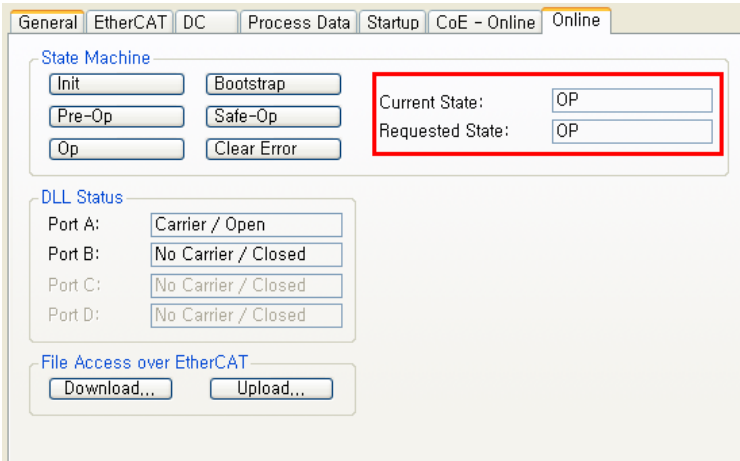 General EtherCAT DC Process Data Startup CoE - Online Online
State Machine
Init Bootstrap
Pre-Op Safe-Op
Op Clear Error
Current State: OP
Requested State: OP
DLL Status
Port A: Carrier / Open
Port B: No Carrier / Closed
Port C: No Carrier / Closed
Port D: No Carrier / Closed
File Access over EtherCAT
Download... Upload...